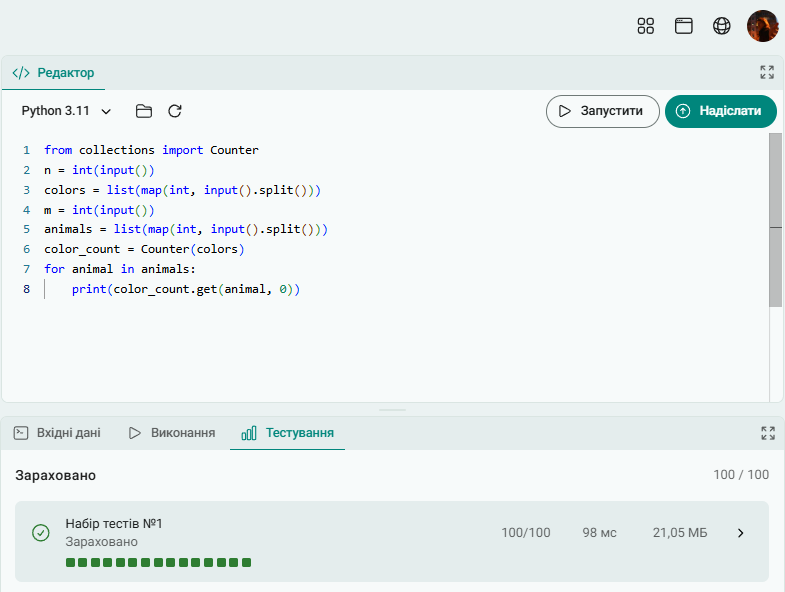 </> Редактор
Python 3.11
Запустити
Надіслати
1 from collections import Counter
2 n = int(input())
3 colors = list(map(int, input().split()))
4 m = int(input())
5 animals = list(map(int, input().split()))
6 color_count = Counter(colors)
7 for animal in animals:
8     print(color_count.get(animal, 0))
Вхідні дані
Виконання
Тестування
Зараховано
100 / 100
Набір тестів №1
Зараховано
100/100
98 мс
21,05 МБ